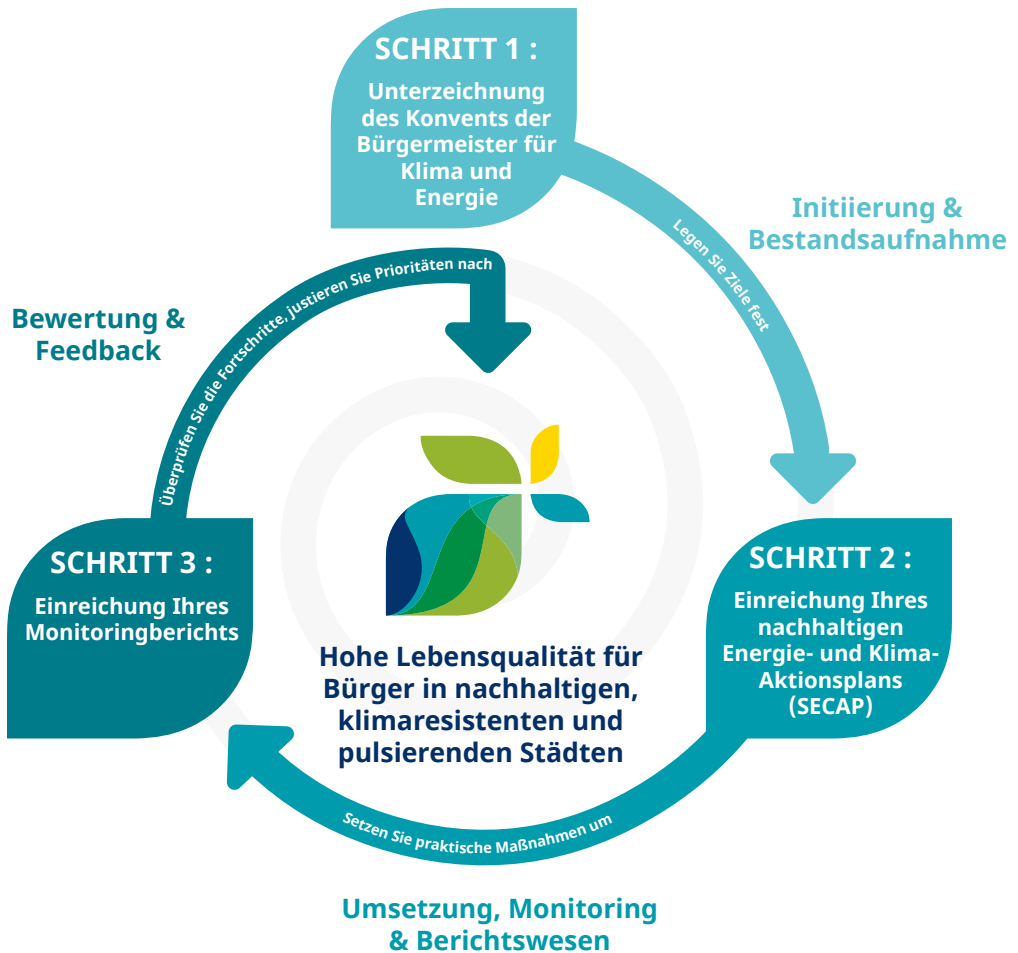 SCHRITT 1 :
Unterzeichnung
des Konvents der
Bürgermeister für
Klima und
Energie
Legen Sie Ziele fest
Initiierung &
Bestandsaufnahme
SCHRITT 2 :
Einreichung Ihres
nachhaltigen
Energie- und Klima-
Aktionsplans
(SECAP)
Setzen Sie praktische Maßnahmen um
Umsetzung, Monitoring
& Berichtswesen
SCHRITT 3 :
Einreichung Ihres
Monitoringberichts
Überprüfen Sie die Fortschritte, justieren Sie Prioritäten nach
Bewertung &
Feedback
Hohe Lebensqualität für
Bürger in nachhaltigen,
klimaresistenten und
pulsierenden Städten